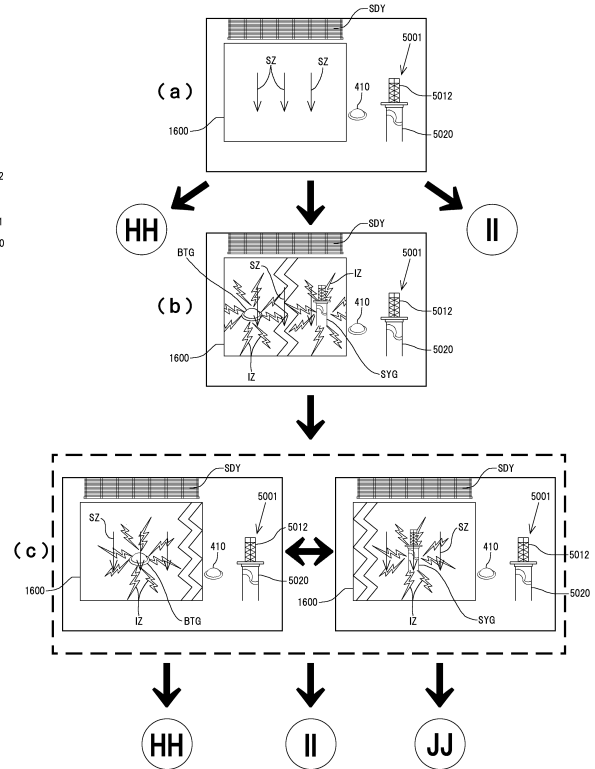 SDY
5001
SZ
SZ
410
5012
(a)
1600
5020
2
1
0
HH
II
SDY
BTG
SZ
IZ
5001
410
5012
(b)
1600
5020
IZ
SYG
SDY
SDY
SZ
5001
5012
SZ
5001
(c)
410
410
5012
1600
5020
1600
5020
IZ
BTG
IZ
SYG
HH
II
JJ